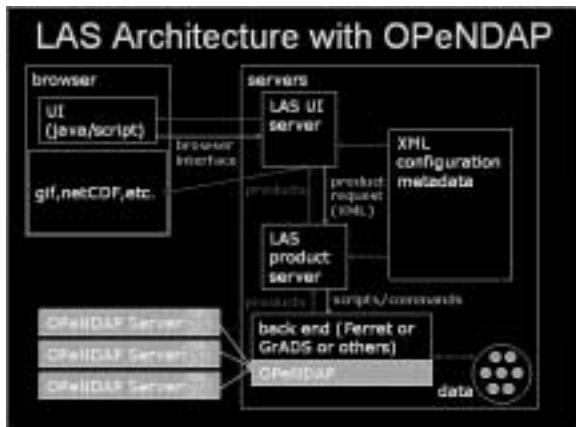 LAS Architecture with OPeNDAP
browser
UI
(java/script)
gif,netCDF,etc.
browser
interface
servers
LAS UI
server
products
product
request
(XML)
XML
configuration
metadata
LAS
product
server
products
scripts/commands
OPeNDAP Server
OPeNDAP Server
OPeNDAP Server
back end (Ferret or
GrADS or others)
OPeNDAP
data